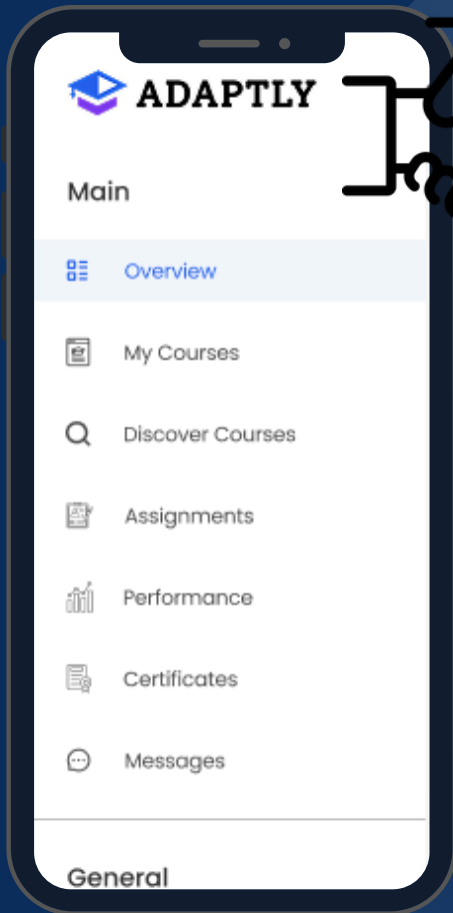 ADAPTLY
Main
Overview
My Courses
Discover Courses
Assignments
Performance
Certificates
Messages
General